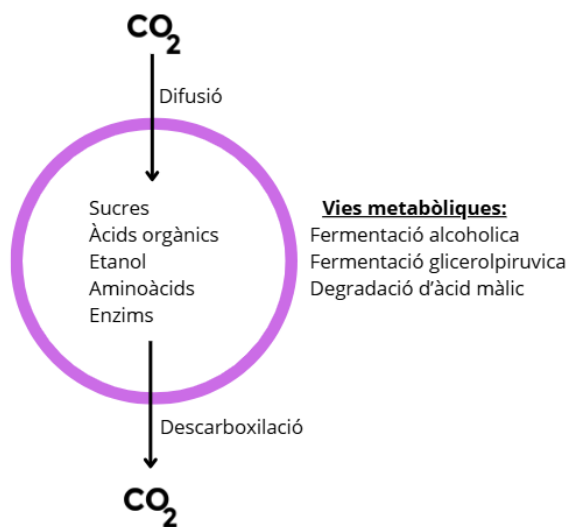 CO2
Difusió
Sucres
Àcids orgànics
Etanol
Aminoàcids
Enzims
Vies metabòliques:
Fermentació alcoholica
Fermentació glicerolpiruvica
Degradació d'àcid màlic
Descarboxilació
CO2